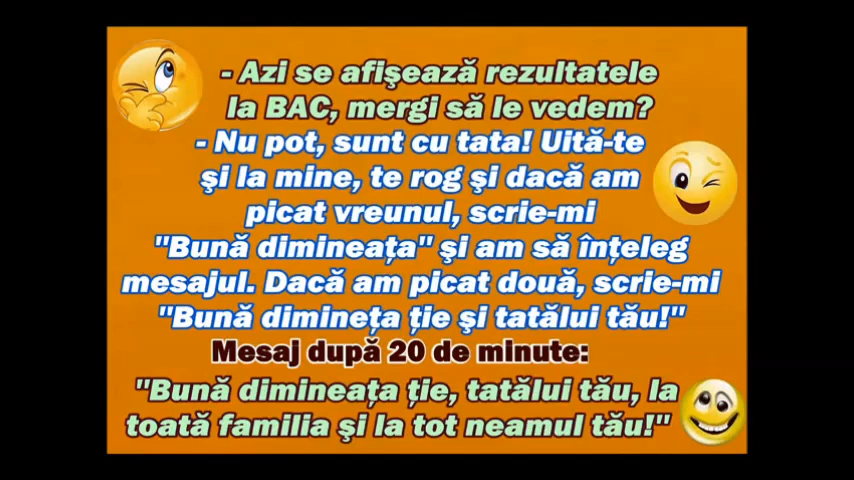 - Azi se afişează rezultatele
la BAC, mergi să le vedem?
- Nu pot, sunt cu tata! Uită-te
şi la mine, te rog şi dacă am
picat vreunul, scrie-mi
"Bună dimineața" şi am să înțeleg
mesajul. Dacă am picat două, scrie-mi
"Bună dimineța ție şi tatălui tău!"
Mesaj după 20 de minute:
"Bună dimineața ție, tatălui tău, la
toată familia şi la tot neamul tău!"